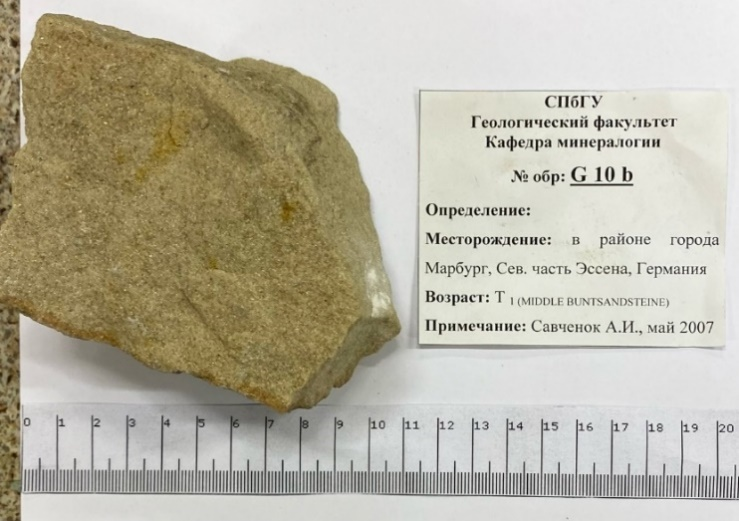 СПбГУ
Геологический факультет
Кафедра минералогии
№ обр: G 10 b
Определение:
Месторождение: в районе города
Марбург, Сев. часть Эссена, Германия
Возраст: Т 1 (MIDDLE BUNTSANDSTEINE)
Примечание: Савченок А.И., май 2007
0 1 2 3 4 5 6 7 8 9 10 11 12 13 14 15 16 17 18 19 20